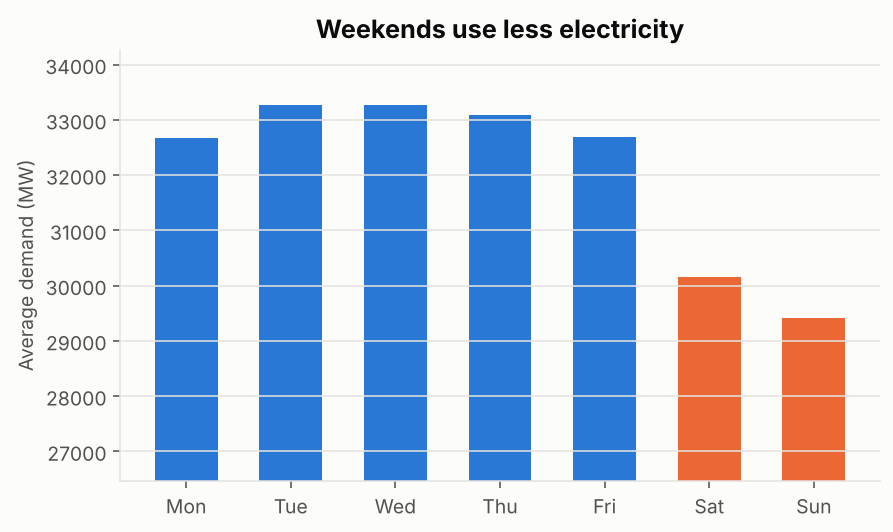 Weekends use less electricity
34000
33000
32000
31000
30000
29000
28000
27000
Average demand (MW)
Mon Tue Wed Thu Fri Sat Sun